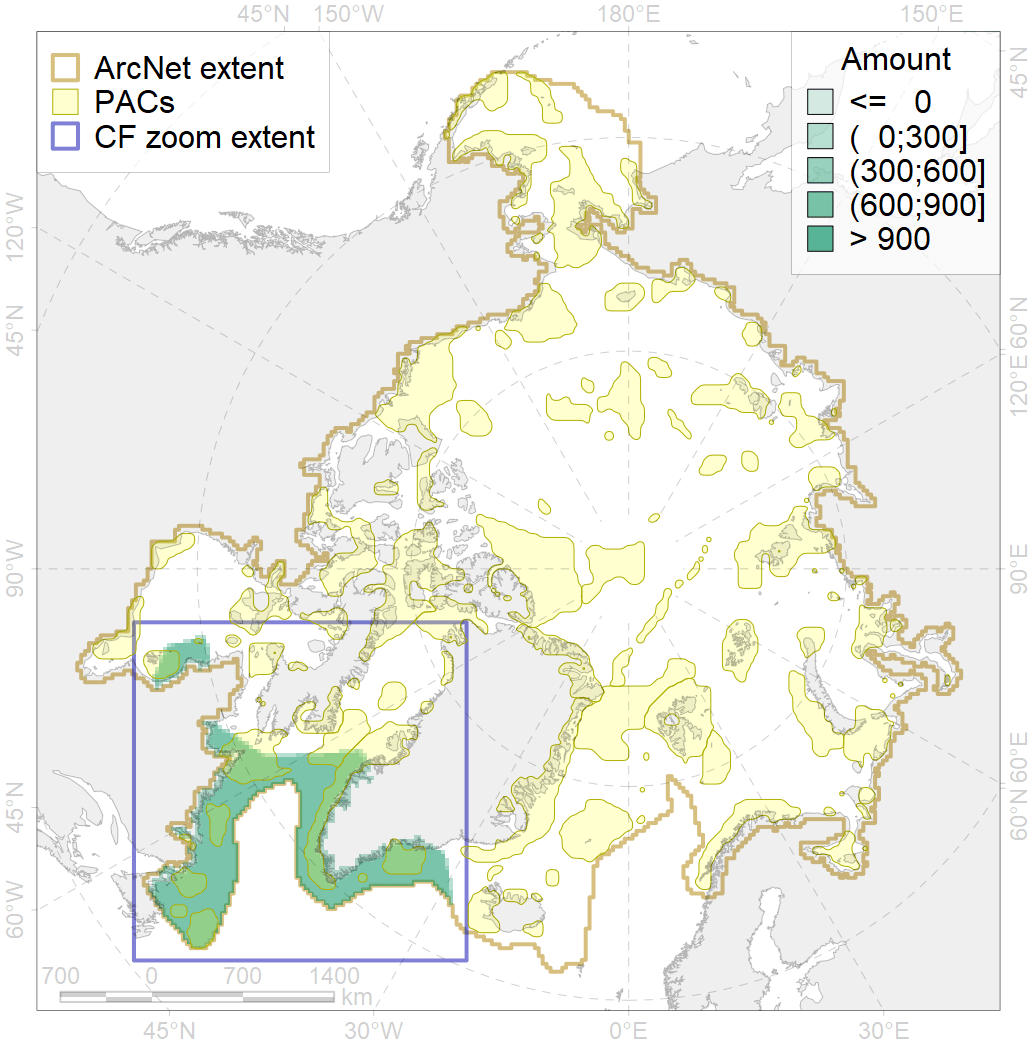 45°N 150°W 180°E 150°E
ArcNet extent
PACs
CF zoom extent
Amount
<= 0
( 0;300]
(300;600]
(600;900]
> 900
120°W
45°N
90°W
45°N
60°W
45°N
60°N
120°E
90°E
60°E
60°N
700 0 700 1400
km
45°N 30°W 0°E 30°E